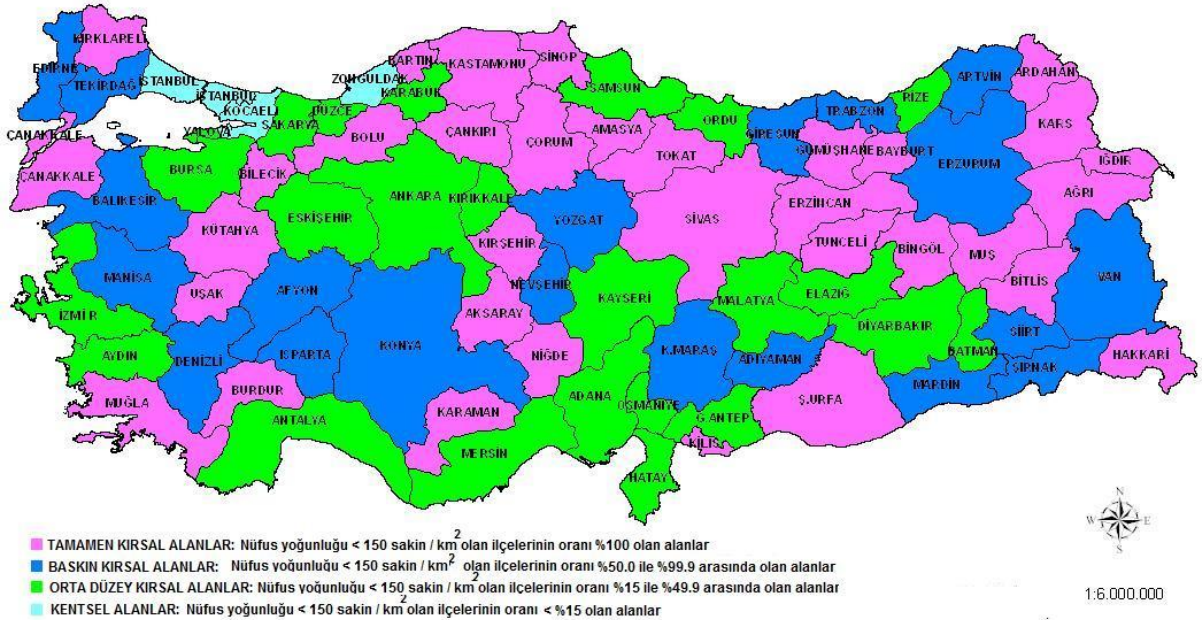 KIRKLARELİ
EDİRNE
TEKİRDAĞ
İSTANBUL
İSTANBUL
KOCAELİ
YALOVA
SAKARYA
DÜZCE
ZONGULDAK
BARTIN
KARABÜK
KASTAMONU
SİNOP
SAMSUN
ORDU
GİRESUN
TRABZON
RİZE
ARTVİN
ARDAHAN
KARS
IĞDIR
AĞRI
ERZURUM
BAYBURT
GÜMÜŞHANE
ÇANAKKALE
ÇANAKKALE
BALIKESİR
BURSA
BİLECİK
BOLU
ÇANKIRI
ÇORUM
AMASYA
TOKAT
SİVAS
ERZİNCAN
TUNCELİ
BİNGÖL
MUŞ
BİTLİS
VAN
KÜTAHYA
ESKİŞEHİR
ANKARA
KIRIKKALE
KIRŞEHİR
YOZGAT
NEVŞEHİR
KAYSERİ
MALATYA
ELAZIĞ
DİYARBAKIR
BATMAN
SİİRT
ŞIRNAK
HAKKARİ
MARDİN
MANİSA
UŞAK
AFYON
İZMİR
AYDIN
DENİZLİ
ISPARTA
KONYA
AKSARAY
NİĞDE
K.MARAŞ
ADIYAMAN
Ş.URFA
MUĞLA
BURDUR
ANTALYA
KARAMAN
MERSİN
ADANA
OSMANİYE
G.ANTEP
KİLİS
HATAY
N
W E
S
TAMAMEN KIRSAL ALANLAR: Nüfus yoğunluğu < 150 sakin / km2 olan ilçelerinin oranı %100 olan alanlar
BASKIN KIRSAL ALANLAR: Nüfus yoğunluğu < 150 sakin / km2 olan ilçelerinin oranı %50.0 ile %99.9 arasında olan alanlar
ORTA DÜZEY KIRSAL ALANLAR: Nüfus yoğunluğu < 150 sakin / km2 olan ilçelerinin oranı %15 ile %49.9 arasında olan alanlar
KENTSEL ALANLAR: Nüfus yoğunluğu < 150 sakin / km2 olan ilçelerinin oranı < %15 olan alanlar
1:6.000.000